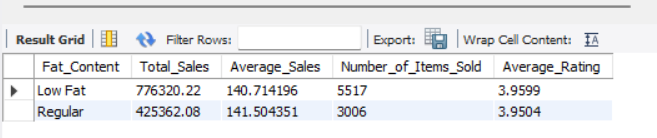 Result Grid Filter Rows: Export: Wrap Cell Content: IA
Fat_Content Total_Sales Average_Sales Number_of_Items_Sold Average_Rating
Low Fat 776320.22 140.714196 5517 3.9599
Regular 425362.08 141.504351 3006 3.9504